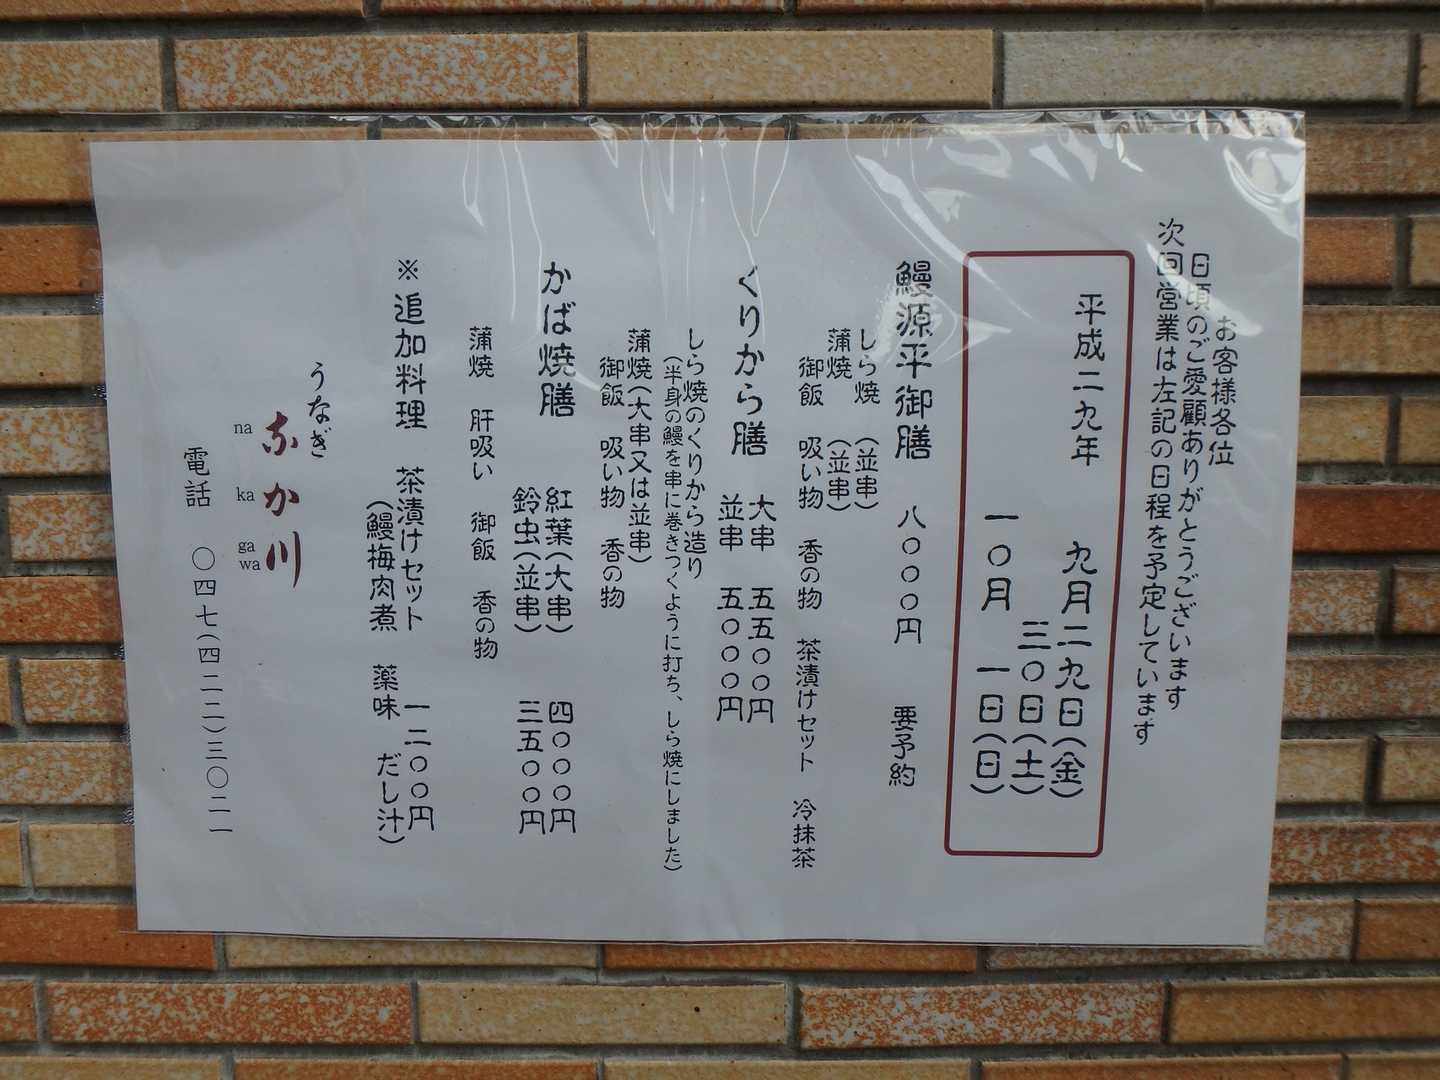 お客様各位
日頃のご愛顧ありがとうございます
次回営業は左記の日程を予定しています
平成二九年　九月二九日(金)
三〇日(土)
一〇月　一日(日)
鰻源平御膳　八〇〇〇円　要予約
しら焼　(並串)
蒲焼　(並串)
御飯　吸い物　香の物　茶漬けセット　冷抹茶
くりから膳　大串　五五〇〇円
並串　五〇〇〇円
しら焼のくりから造り
(半身の鰻を串に巻きつくように打ち、しら焼にしました)
蒲焼(大串又は並串)
御飯　吸い物　香の物
かば焼膳　紅葉(大串)　四〇〇〇円
鈴虫(並串)　三五〇〇円
蒲焼　肝吸い　御飯　香の物
※追加料理　茶漬けセット　一二〇〇円
(鰻梅肉煮　薬味　だし汁)
うなぎ
なか川
na ka gawa
電話　〇四七(四二二)三〇二一